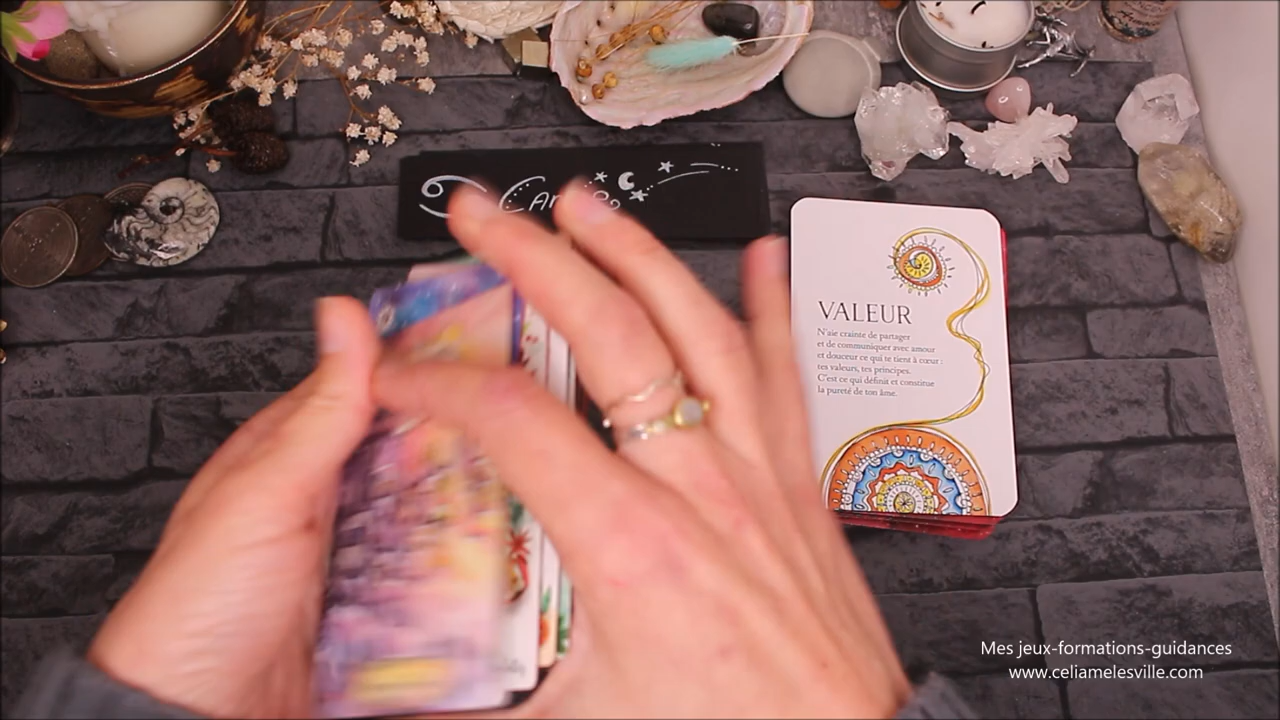 VALEUR
N'aie crainte de partager
et de communiquer avec amour
et douceur ce qui te tient à cœur :
tes valeurs, tes principes.
C'est ce qui définit et constitue
la pureté de ton âme.
Mes jeux-formations-guidances
www.celiamelesville.com